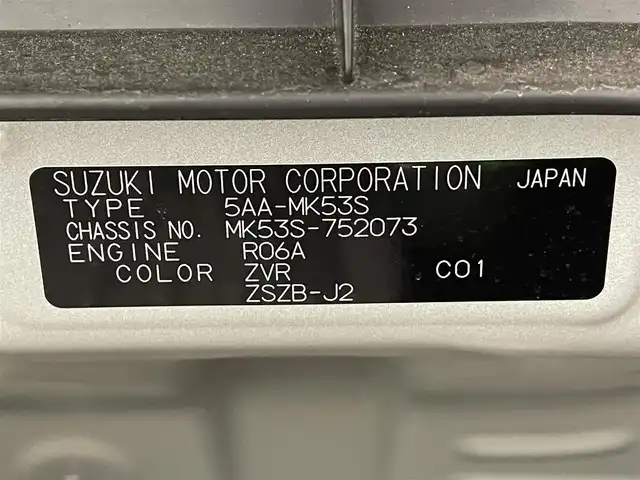 SUZUKI MOTOR CORPORATION JAPAN
TYPE 5AA-MK53S
CHASSIS NO. MK53S-752073
ENGINE R06A
COLOR ZVR C01
ZSZB-J2